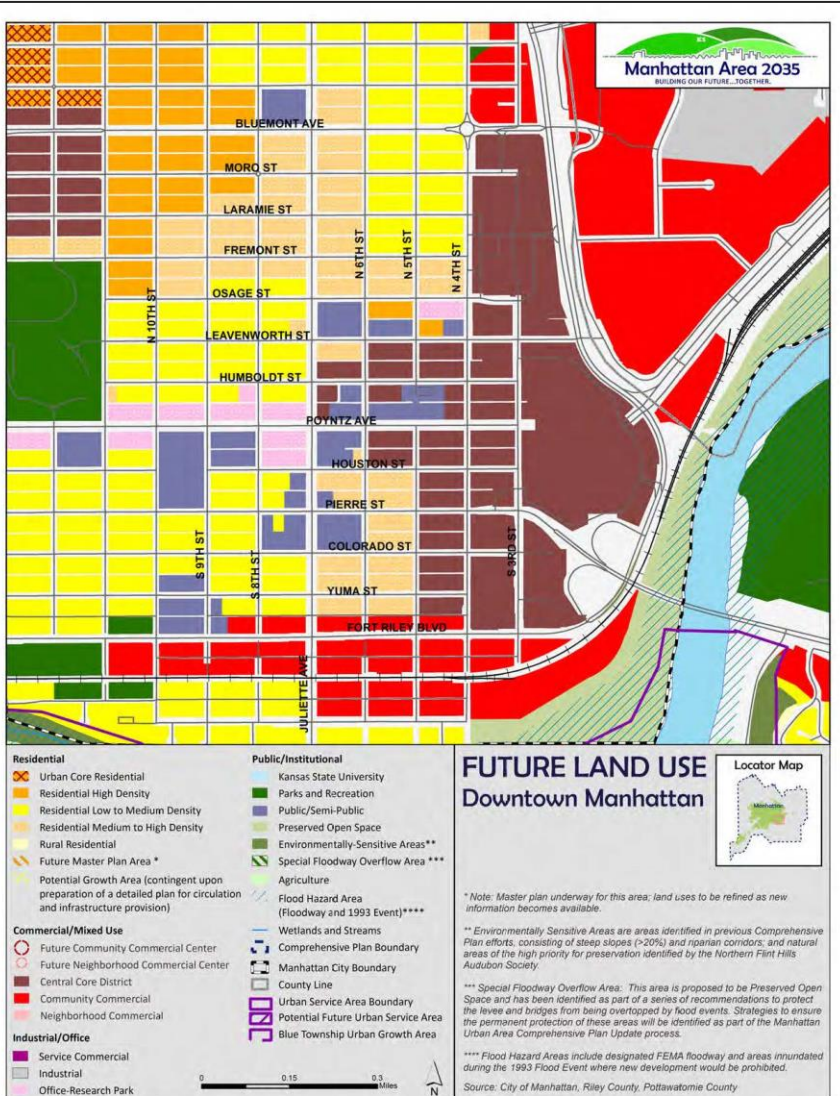 Manhattan Area 2035
BUILDING OUR FUTURE...TOGETHER.
BLUEMONT AVE
MORO ST
LARAMIE ST
FREMONT ST
N 6TH ST
N 5TH ST
N 4TH ST
OSAGE ST
N 10TH ST
LEAVENWORTH ST
HUMBOLDT ST
POYNTZ AVE
HOUSTON ST
PIERRE ST
COLORADO ST
S 9TH ST
S 8TH ST
S 3RD ST
YUMA ST
FORT RILEY BLVD
JULIETTE AVE
Residential
Urban Core Residential
Residential High Density
Residential Low to Medium Density
Residential Medium to High Density
Rural Residential
Future Master Plan Area *
Potential Growth Area (contingent upon
preparation of a detailed plan for circulation
and infrastructure provision)
Commercial/Mixed Use
Future Community Commercial Center
Future Neighborhood Commercial Center
Central Core District
Community Commercial
Neighborhood Commercial
Industrial/Office
Service Commercial
Industrial
Office-Research Park
Public/Institutional
Kansas State University
Parks and Recreation
Public/Semi-Public
Preserved Open Space
Environmentally-Sensitive Areas**
Special Floodway Overflow Area ***
Agriculture
Flood Hazard Area
(Floodway and 1993 Event)****
Wetlands and Streams
Comprehensive Plan Boundary
Manhattan City Boundary
County Line
Urban Service Area Boundary
Potential Future Urban Service Area
Blue Township Urban Growth Area
0 0.15 0.3
Miles
N
FUTURE LAND USE
Downtown Manhattan
Locator Map
Manhattan
* Note: Master plan underway for this area; land uses to be refined as new
information becomes available.
** Environmentally Sensitive Areas are areas identified in previous Comprehensive
Plan efforts, consisting of steep slopes (>20%) and riparian corridors; and natural
areas of the high priority for preservation identified by the Northern Flint Hills
Audubon Society.
*** Special Floodway Overflow Area: This area is proposed to be Preserved Open
Space and has been identified as part of a series of recommendations to protect
the levee and bridges from being overtopped by flood events. Strategies to ensure
the permanent protection of these areas will be identified as part of the Manhattan
Urban Area Comprehensive Plan Update process.
**** Flood Hazard Areas include designated FEMA floodway and areas innundated
during the 1993 Flood Event where new development would be prohibited.
Source: City of Manhattan, Riley County, Pottawatomie County